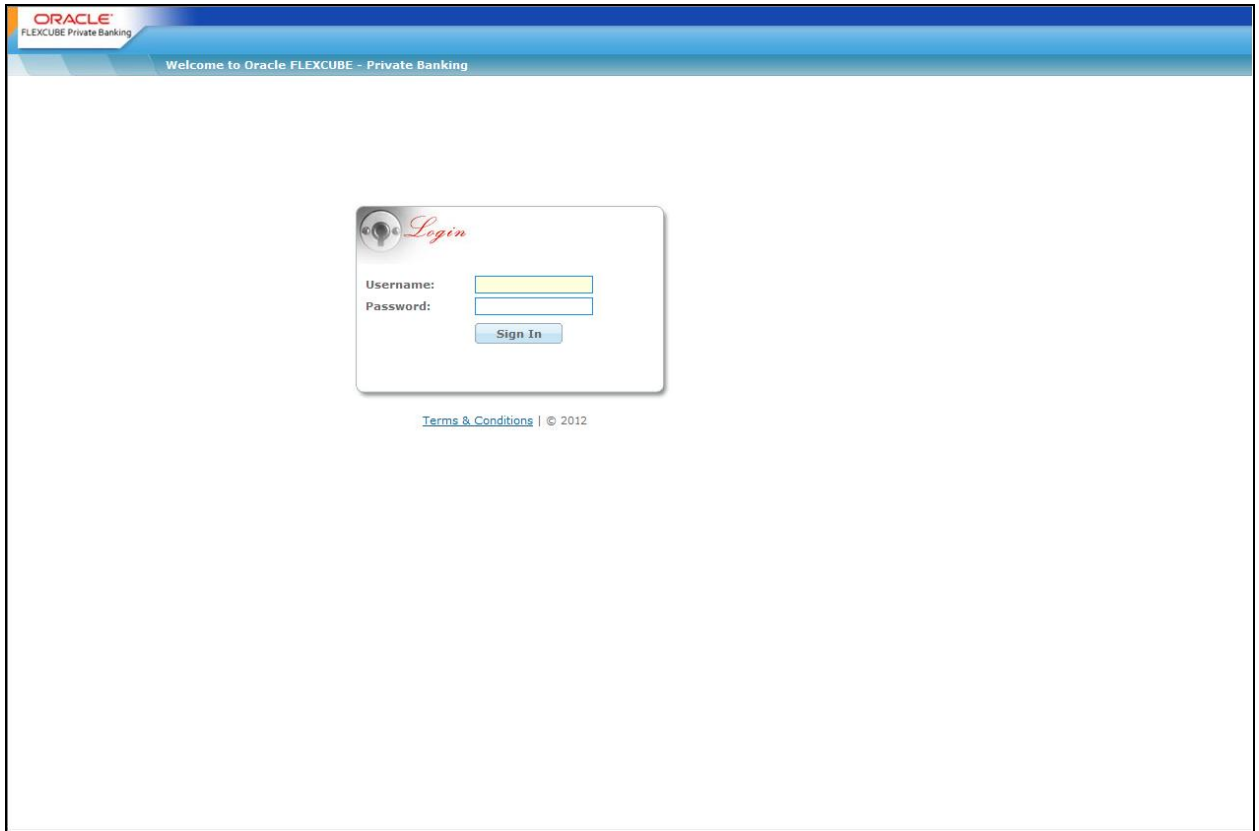 ORACLE
FLEXCUBE Private Banking
Welcome to Oracle FLEXCUBE - Private Banking
Login
Username:
Password:
Sign In
Terms & Conditions | © 2012